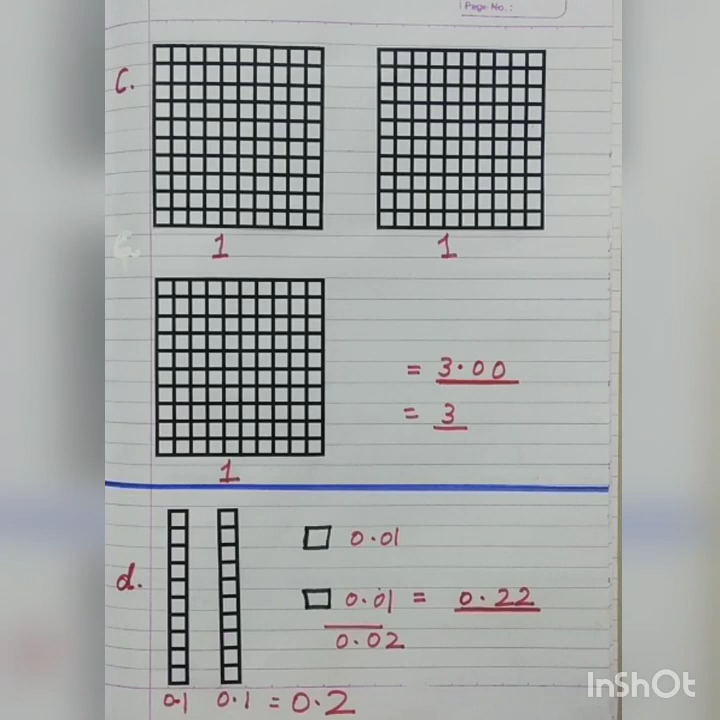 Page No.:
c.
1 1
= 3.00
= 3
1
d.
0.01
0.01 = 0.22
0.02
0.1 0.1 = 0.2
InShOt